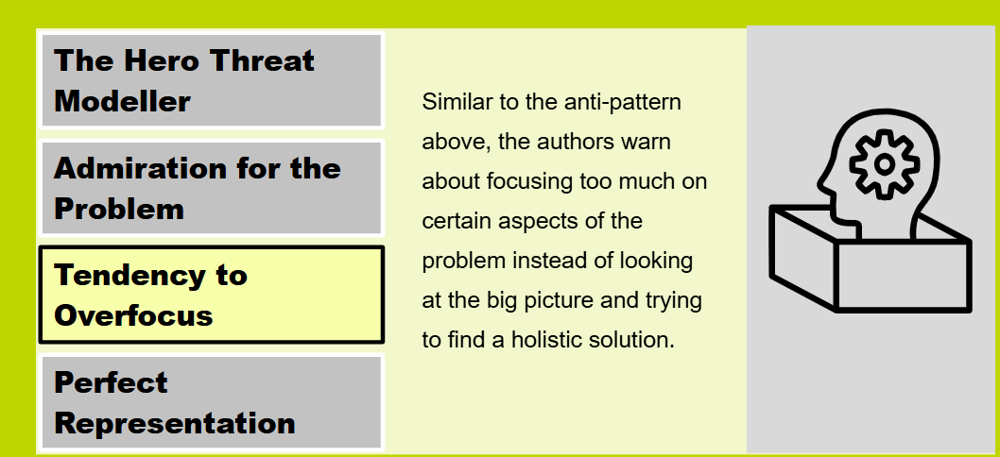 The Hero Threat
Modeller
Admiration for the
Problem
Tendency to
Overfocus
Perfect
Representation
Similar to the anti-pattern
above, the authors warn
about focusing too much on
certain aspects of the
problem instead of looking
at the big picture and trying
to find a holistic solution.